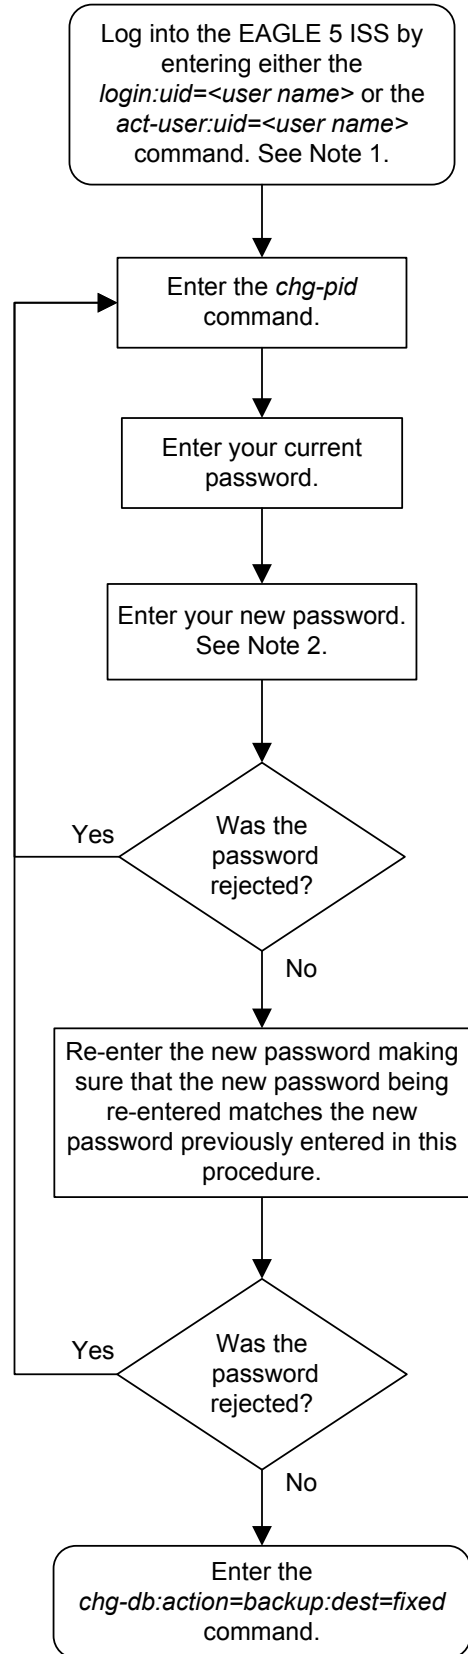 Log into the EAGLE 5 ISS by
entering either the
login:uid=<user name> or the
act-user:uid=<user name>
command. See Note 1.
Enter the chg-pid
command.
Enter your current
password.
Enter your new password.
See Note 2.
Yes
Was the
password
rejected?
No
Re-enter the new password making
sure that the new password being
re-entered matches the new
password previously entered in this
procedure.
Yes
Was the
password
rejected?
No
Enter the
chg-db:action=backup:dest=fixed
command.